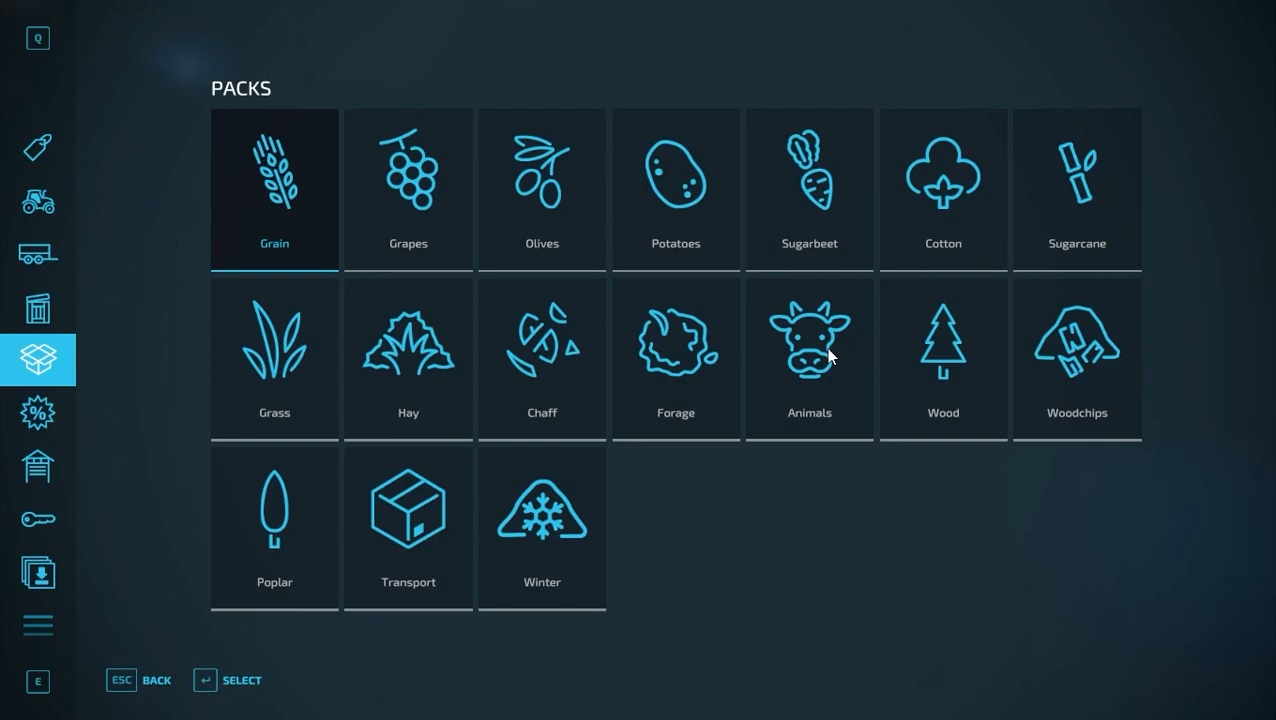 Q
PACKS
Grain
Grapes
Olives
Potatoes
Sugarbeet
Cotton
Sugarcane
Grass
Hay
Chaff
Forage
Animals
Wood
Woodchips
Poplar
Transport
Winter
%
E
ESC BACK
SELECT